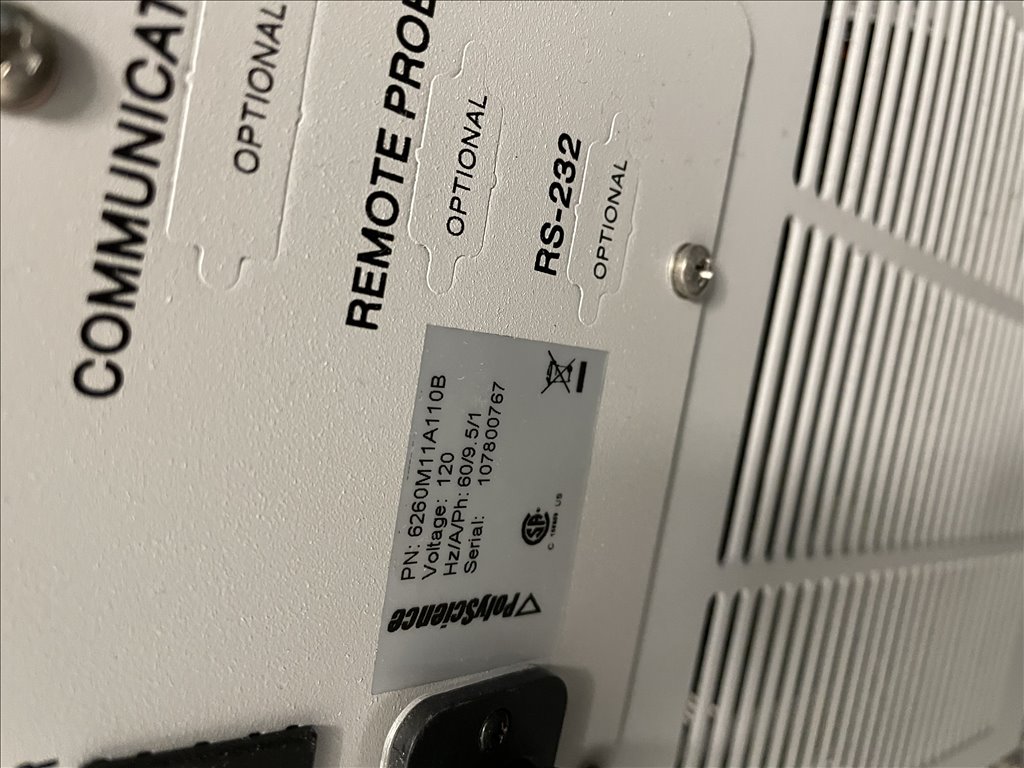 COMMUNICAT
OPTIONAL
REMOTE PROB
OPTIONAL
RS-232
OPTIONAL
PN: 6260M11A110B
Voltage: 120
Hz/A/Ph: 60/9.5/1
Serial: 107800767
PolyScience
C US